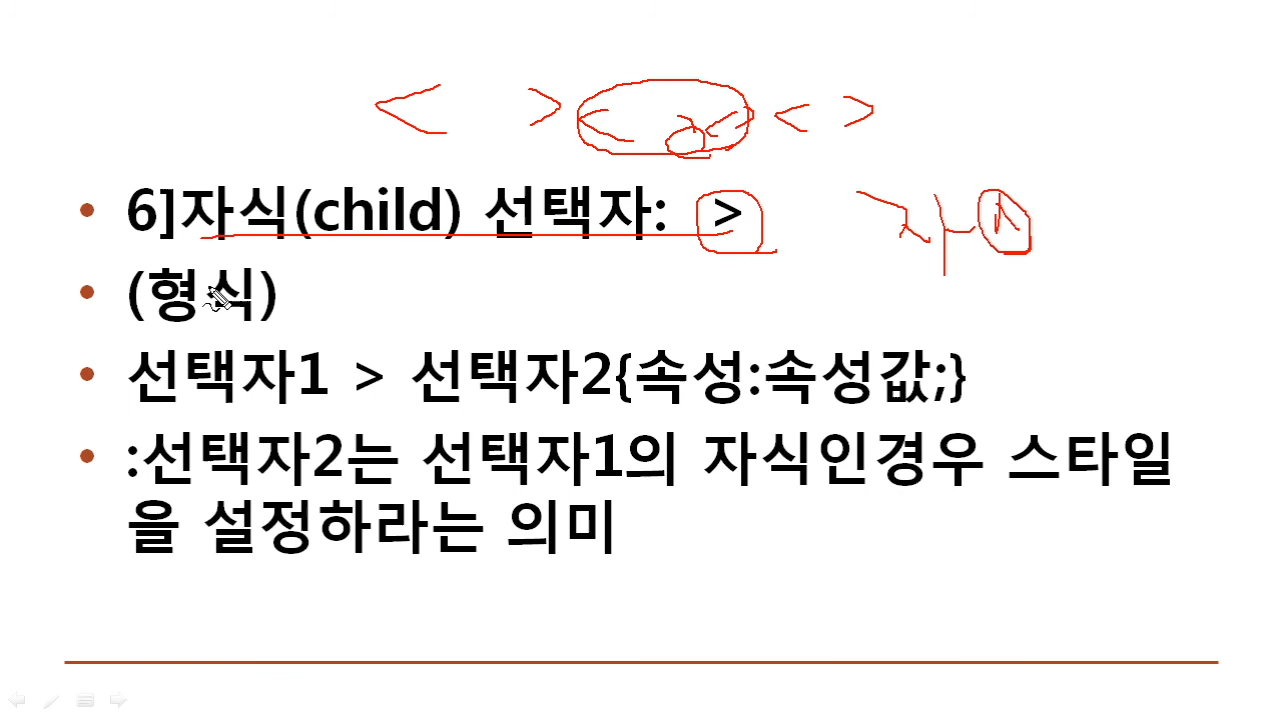 < > < > < >
• 6]자식(child) 선택자: >
• (형식)
• 선택자1 > 선택자2{속성:속성값;}
• :선택자2는 선택자1의 자식인경우 스타일
을 설정하라는 의미